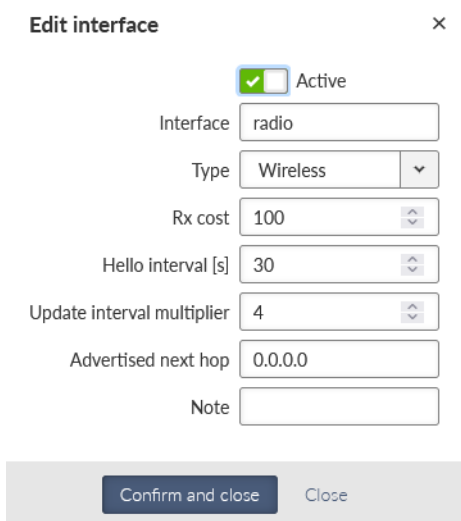 Edit interface
Active
Interface radio
Type Wireless
Rx cost 100
Hello interval [s] 30
Update interval multiplier 4
Advertised next hop 0.0.0.0
Note
Confirm and close Close